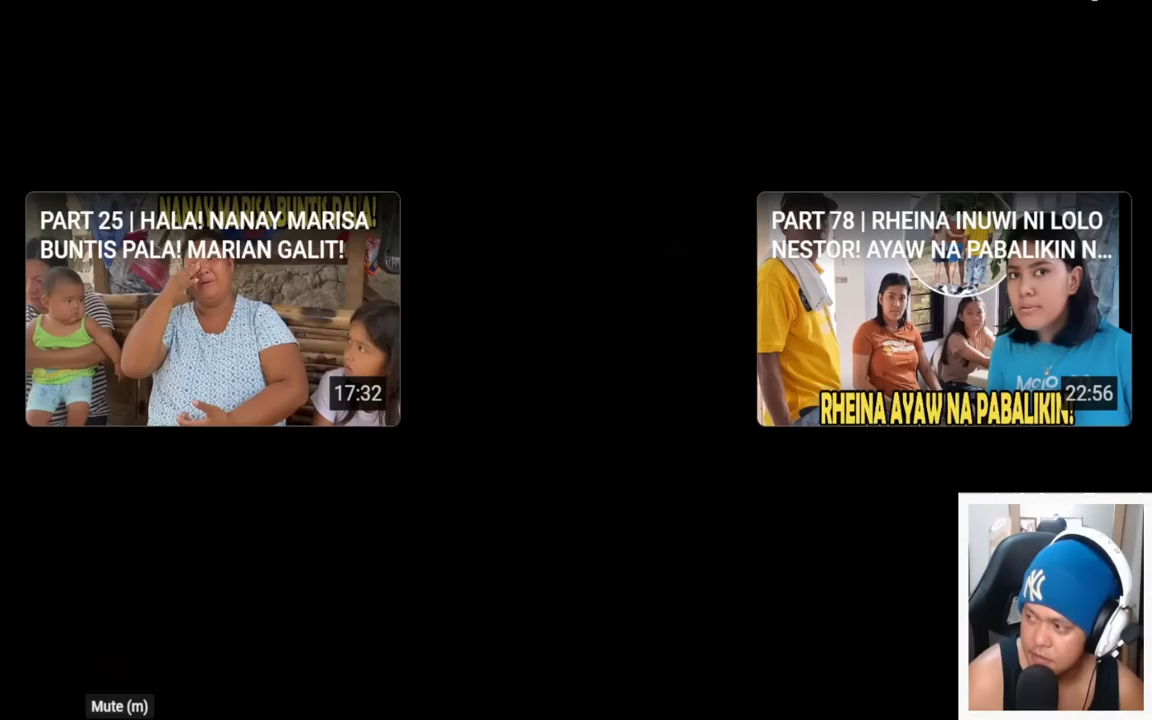 NANAY MARISA BUNTIS PALA!
PART 25 | HALA! NANAY MARISA
BUNTIS PALA! MARIAN GALIT!
17:32
PART 78 | RHEINA INUWI NI LOLO
NESTOR! AYAW NA PABALIKIN N...
RHEINA AYAW NA PABALIKIN!
22:56
NY
Mute (m)